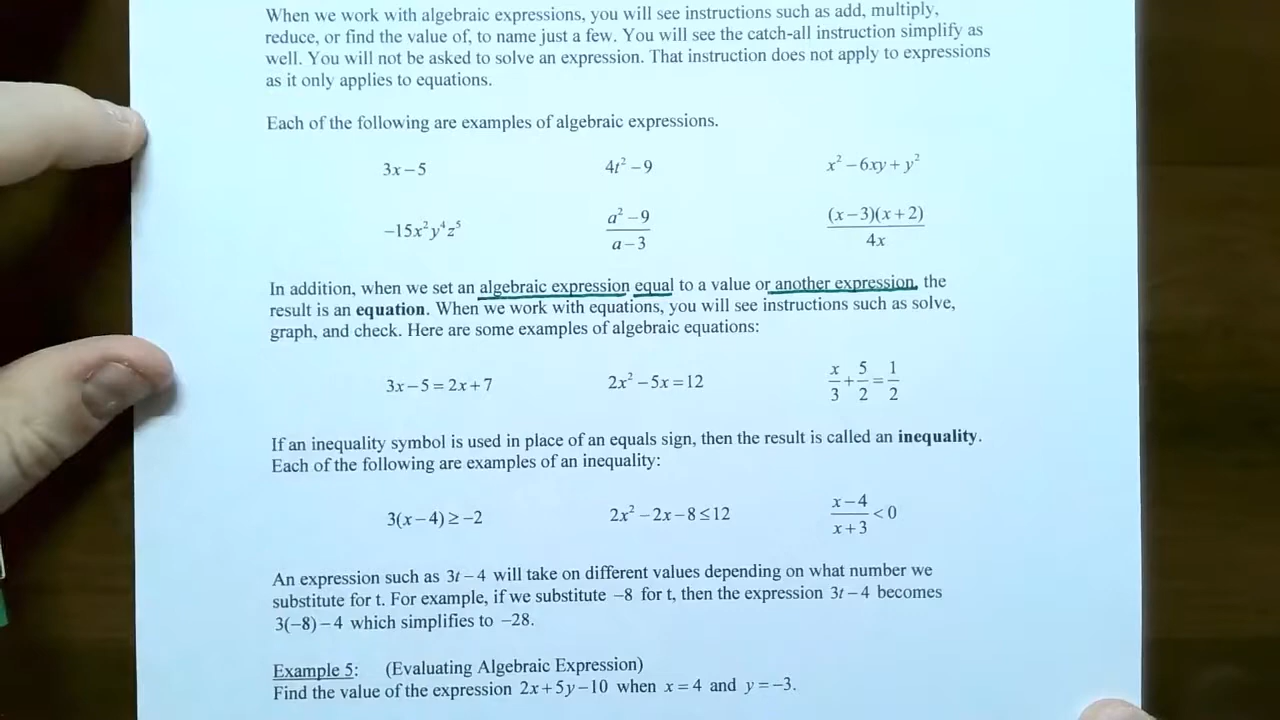 When we work with algebraic expressions, you will see instructions such as add, multiply,
reduce, or find the value of, to name just a few. You will see the catch-all instruction simplify as
well. You will not be asked to solve an expression. That instruction does not apply to expressions
as it only applies to equations.
Each of the following are examples of algebraic expressions.
3x − 5    4t² − 9    x² − 6xy + y²
−15x²y⁴z⁵    (a² − 9)/(a − 3)    (x − 3)(x + 2)/4x
In addition, when we set an algebraic expression equal to a value or another expression, the
result is an equation. When we work with equations, you will see instructions such as solve,
graph, and check. Here are some examples of algebraic equations:
3x − 5 = 2x + 7    2x² − 5x = 12    x/3 + 5/2 = 1/2
If an inequality symbol is used in place of an equals sign, then the result is called an inequality.
Each of the following are examples of an inequality:
3(x − 4) ≥ −2    2x² − 2x − 8 ≤ 12    (x − 4)/(x + 3) < 0
An expression such as 3t − 4 will take on different values depending on what number we
substitute for t. For example, if we substitute −8 for t, then the expression 3t − 4 becomes
3(−8) − 4 which simplifies to −28.
Example 5: (Evaluating Algebraic Expression)
Find the value of the expression 2x + 5y − 10 when x = 4 and y = −3.